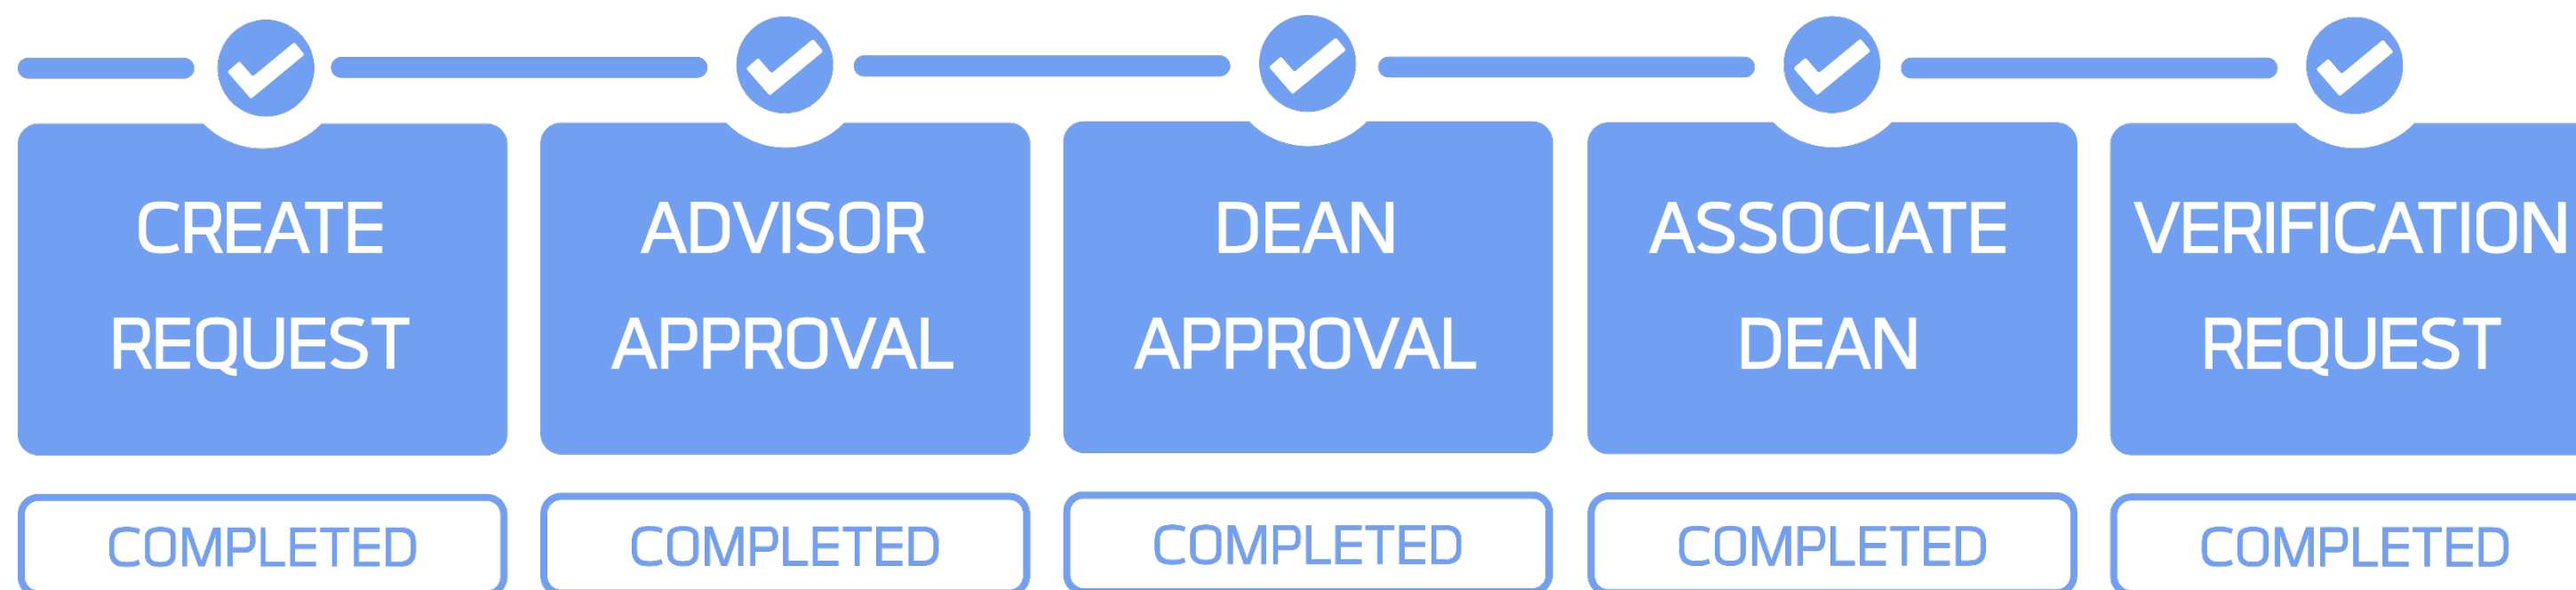 CREATE
REQUEST
COMPLETED
ADVISOR
APPROVAL
COMPLETED
DEAN
APPROVAL
COMPLETED
ASSOCIATE
DEAN
COMPLETED
VERIFICATION
REQUEST
COMPLETED